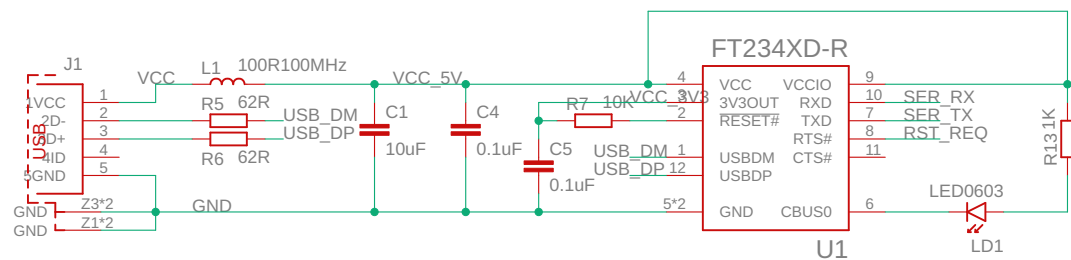 FT234XD-R
J1
L1 100R100MHz
VCC
VCC_5V
4 VCC VCCIO 9
1VCC 1
R5 62R
C1
C4
R7 10K
VCC_3V3
3 3V3OUT RXD 10 SER_RX
2D- 2
USB_DM
2 RESET# TXD 7 SER_TX
3D+ 3
USB_DP
RTS# 8 RST_REQ
USB
R6 62R
10uF
0.1uF
C5
R13 1K
4ID 4
USB_DM 1 USBDM CTS# 11
5GND 5
USB_DP 12 USBDP
0.1uF
LED0603
GND Z3*2
GND
5*2 GND CBUS0 6
GND Z1*2
U1
LD1